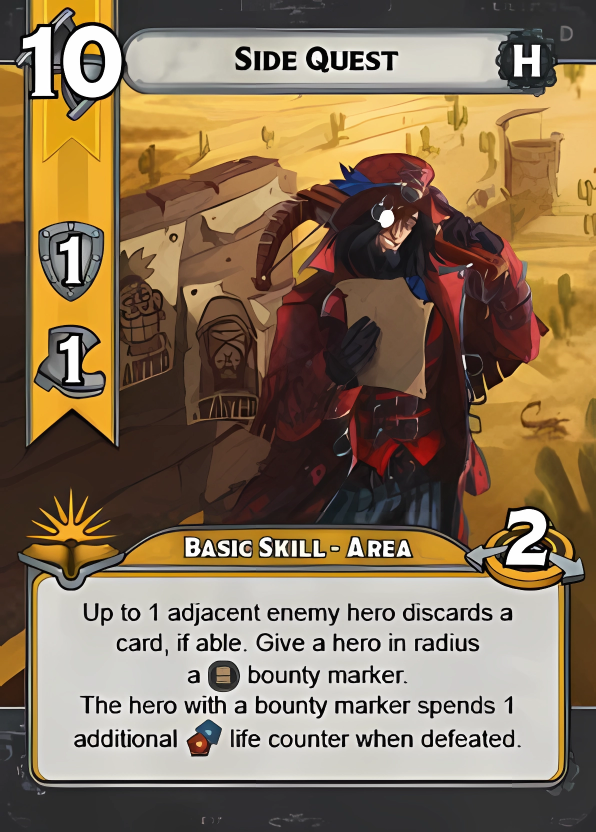 10
SIDE QUEST
H
D
1
1
WANTED
BASIC SKILL - AREA
2
Up to 1 adjacent enemy hero discards a
card, if able. Give a hero in radius
a bounty marker.
The hero with a bounty marker spends 1
additional life counter when defeated.